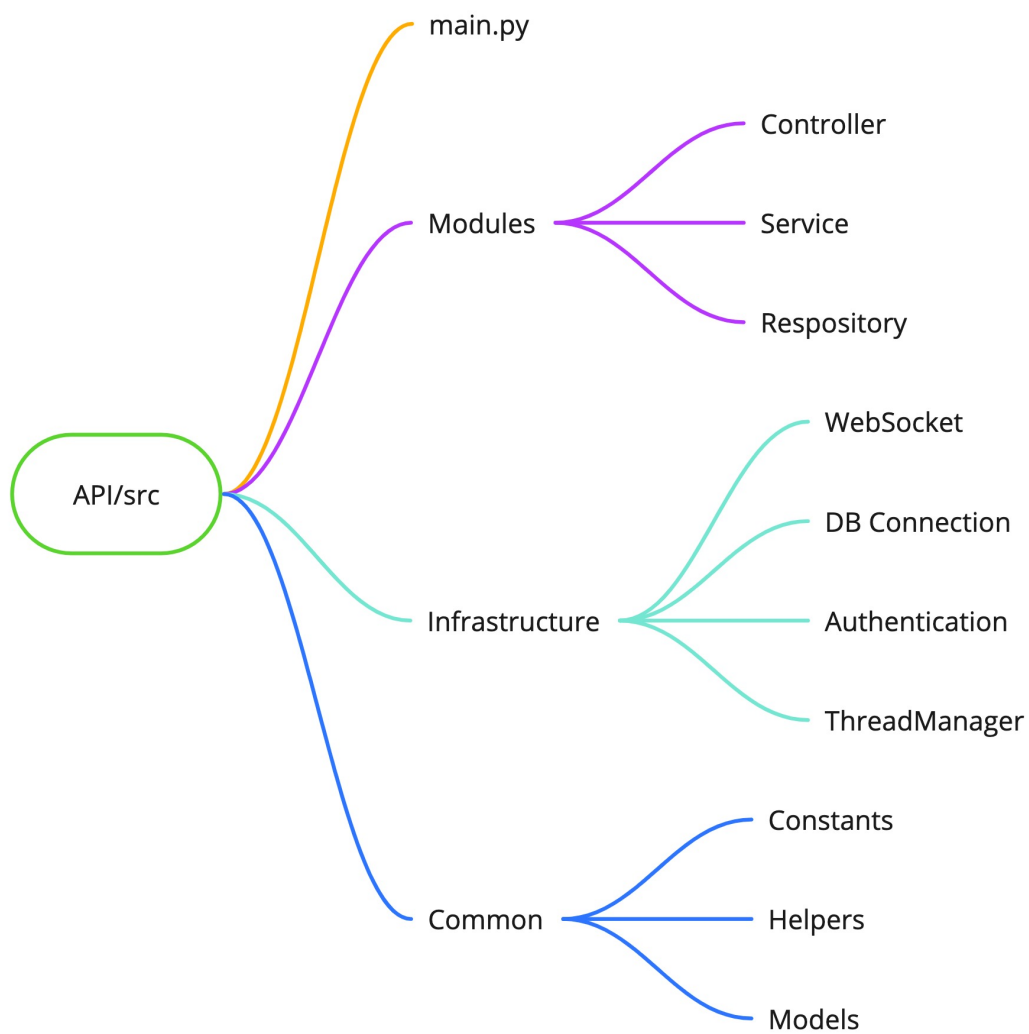 main.py
Controller
Modules
Service
Respository
WebSocket
API/src
DB Connection
Infrastructure
Authentication
ThreadManager
Constants
Common
Helpers
Models